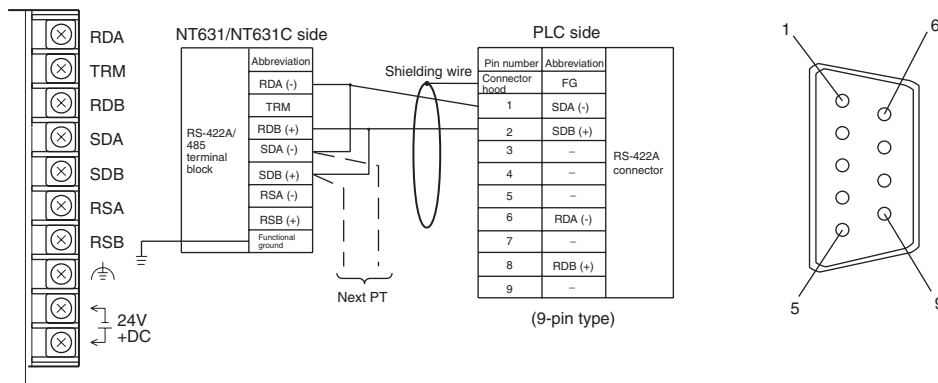 RDA
TRM
RDB
SDA
SDB
RSA
RSB
24V
+DC
NT631/NT631C side
RS-422A/
485
terminal
block
Abbreviation
RDA (-)
TRM
RDB (+)
SDA (-)
SDB (+)
RSA (-)
RSB (+)
Functional
ground
Shielding wire
Next PT
PLC side
Pin number Abbreviation
Connector
hood FG
1 SDA (-)
2 SDB (+)
3 –
4 –
5 –
6 RDA (-)
7 –
8 RDB (+)
9 –
RS-422A
connector
(9-pin type)
1
6
5
9